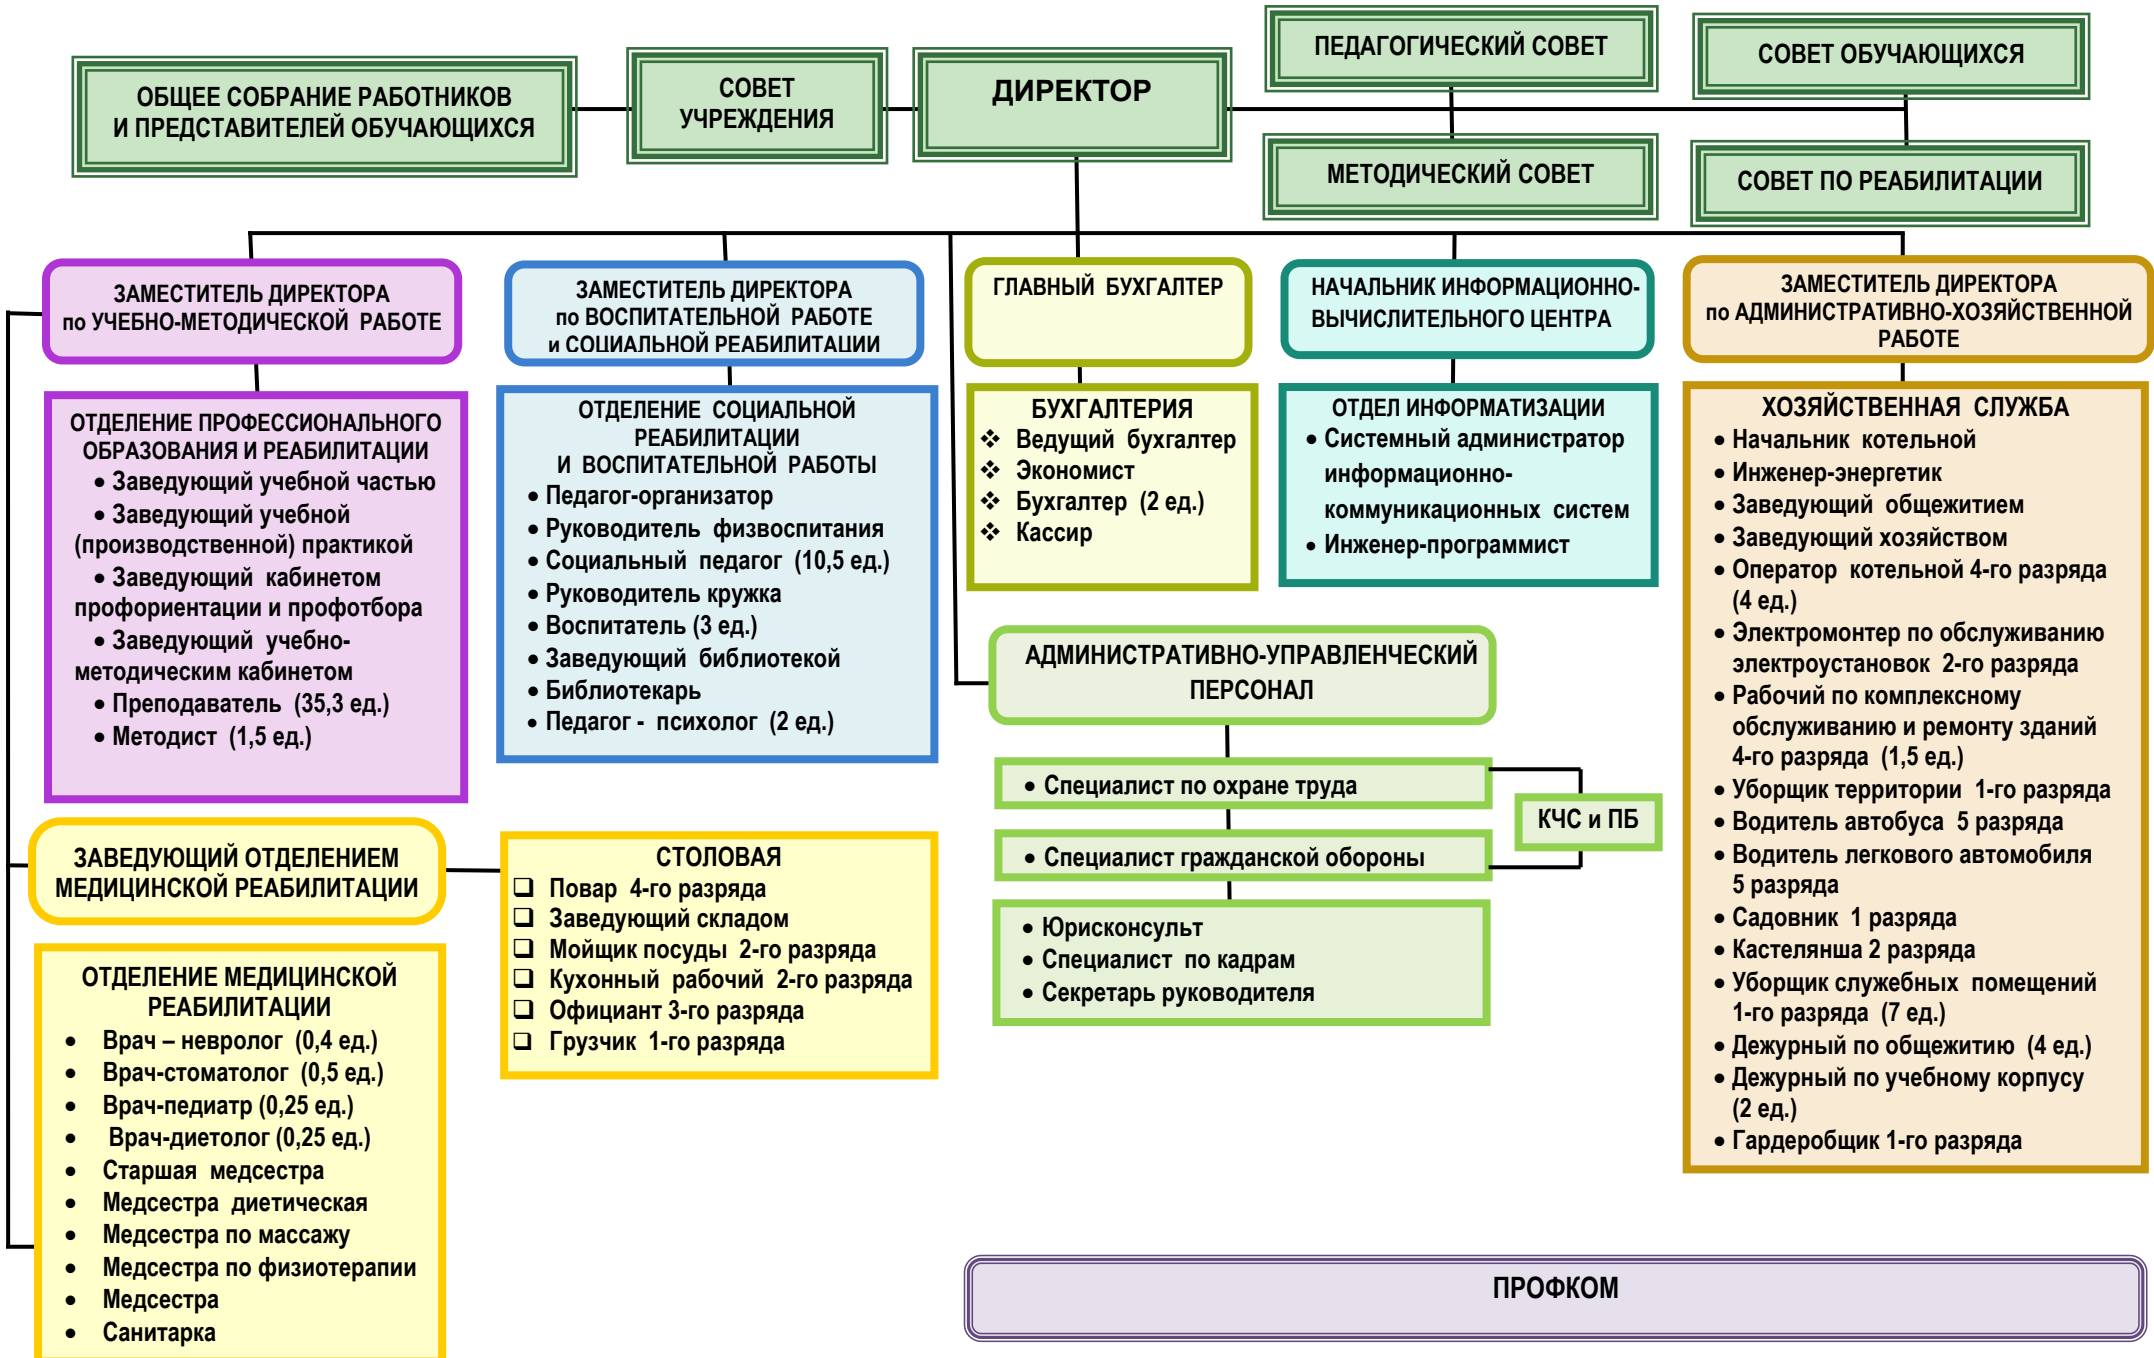 ОБЩЕЕ СОБРАНИЕ РАБОТНИКОВ
И ПРЕДСТАВИТЕЛЕЙ ОБУЧАЮЩИХСЯ
СОВЕТ
УЧРЕЖДЕНИЯ
ДИРЕКТОР
ПЕДАГОГИЧЕСКИЙ СОВЕТ
СОВЕТ ОБУЧАЮЩИХСЯ
МЕТОДИЧЕСКИЙ СОВЕТ
СОВЕТ ПО РЕАБИЛИТАЦИИ
ЗАМЕСТИТЕЛЬ ДИРЕКТОРА
по УЧЕБНО-МЕТОДИЧЕСКОЙ РАБОТЕ
ЗАМЕСТИТЕЛЬ ДИРЕКТОРА
по ВОСПИТАТЕЛЬНОЙ РАБОТЕ
и СОЦИАЛЬНОЙ РЕАБИЛИТАЦИИ
ГЛАВНЫЙ БУХГАЛТЕР
НАЧАЛЬНИК ИНФОРМАЦИОННО-
ВЫЧИСЛИТЕЛЬНОГО ЦЕНТРА
ЗАМЕСТИТЕЛЬ ДИРЕКТОРА
по АДМИНИСТРАТИВНО-ХОЗЯЙСТВЕННОЙ
РАБОТЕ
ОТДЕЛЕНИЕ ПРОФЕССИОНАЛЬНОГО
ОБРАЗОВАНИЯ И РЕАБИЛИТАЦИИ
• Заведующий учебной частью
• Заведующий учебной
(производственной) практикой
• Заведующий кабинетом
профориентации и профотбора
• Заведующий учебно-
методическим кабинетом
• Преподаватель (35,3 ед.)
• Методист (1,5 ед.)
ОТДЕЛЕНИЕ СОЦИАЛЬНОЙ
РЕАБИЛИТАЦИИ
И ВОСПИТАТЕЛЬНОЙ РАБОТЫ
• Педагог-организатор
• Руководитель физвоспитания
• Социальный педагог (10,5 ед.)
• Руководитель кружка
• Воспитатель (3 ед.)
• Заведующий библиотекой
• Библиотекарь
• Педагог - психолог (2 ед.)
БУХГАЛТЕРИЯ
❖ Ведущий бухгалтер
❖ Экономист
❖ Бухгалтер (2 ед.)
❖ Кассир
ОТДЕЛ ИНФОРМАТИЗАЦИИ
• Системный администратор
информационно-
коммуникационных систем
• Инженер-программист
ХОЗЯЙСТВЕННАЯ СЛУЖБА
• Начальник котельной
• Инженер-энергетик
• Заведующий общежитием
• Заведующий хозяйством
• Оператор котельной 4-го разряда
(4 ед.)
• Электромонтер по обслуживанию
электроустановок 2-го разряда
• Рабочий по комплексному
обслуживанию и ремонту зданий
4-го разряда (1,5 ед.)
• Уборщик территории 1-го разряда
• Водитель автобуса 5 разряда
• Водитель легкового автомобиля
5 разряда
• Садовник 1 разряда
• Кастелянша 2 разряда
• Уборщик служебных помещений
1-го разряда (7 ед.)
• Дежурный по общежитию (4 ед.)
• Дежурный по учебному корпусу
(2 ед.)
• Гардеробщик 1-го разряда
АДМИНИСТРАТИВНО-УПРАВЛЕНЧЕСКИЙ
ПЕРСОНАЛ
• Специалист по охране труда
КЧС и ПБ
• Специалист гражданской обороны
• Юрисконсульт
• Специалист по кадрам
• Секретарь руководителя
ЗАВЕДУЮЩИЙ ОТДЕЛЕНИЕМ
МЕДИЦИНСКОЙ РЕАБИЛИТАЦИИ
СТОЛОВАЯ
❑ Повар 4-го разряда
❑ Заведующий складом
❑ Мойщик посуды 2-го разряда
❑ Кухонный рабочий 2-го разряда
❑ Официант 3-го разряда
❑ Грузчик 1-го разряда
ОТДЕЛЕНИЕ МЕДИЦИНСКОЙ
РЕАБИЛИТАЦИИ
• Врач – невролог (0,4 ед.)
• Врач-стоматолог (0,5 ед.)
• Врач-педиатр (0,25 ед.)
• Врач-диетолог (0,25 ед.)
• Старшая медсестра
• Медсестра диетическая
• Медсестра по массажу
• Медсестра по физиотерапии
• Медсестра
• Санитарка
ПРОФКОМ